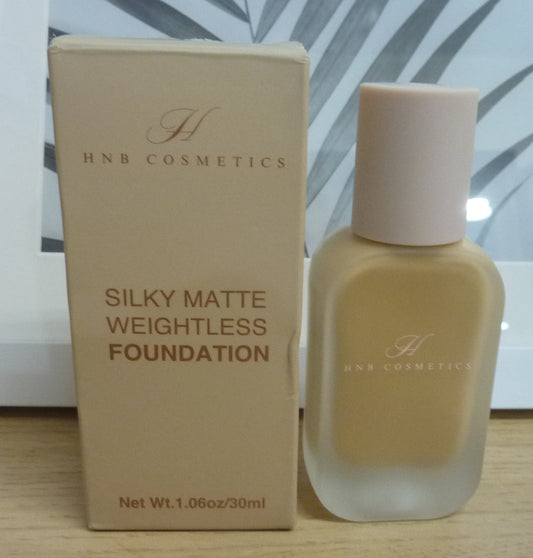 H
HNB COSMETICS
SILKY MATTE
WEIGHTLESS
FOUNDATION
Net Wt.1.06oz/30ml
H
HNB COSMETICS